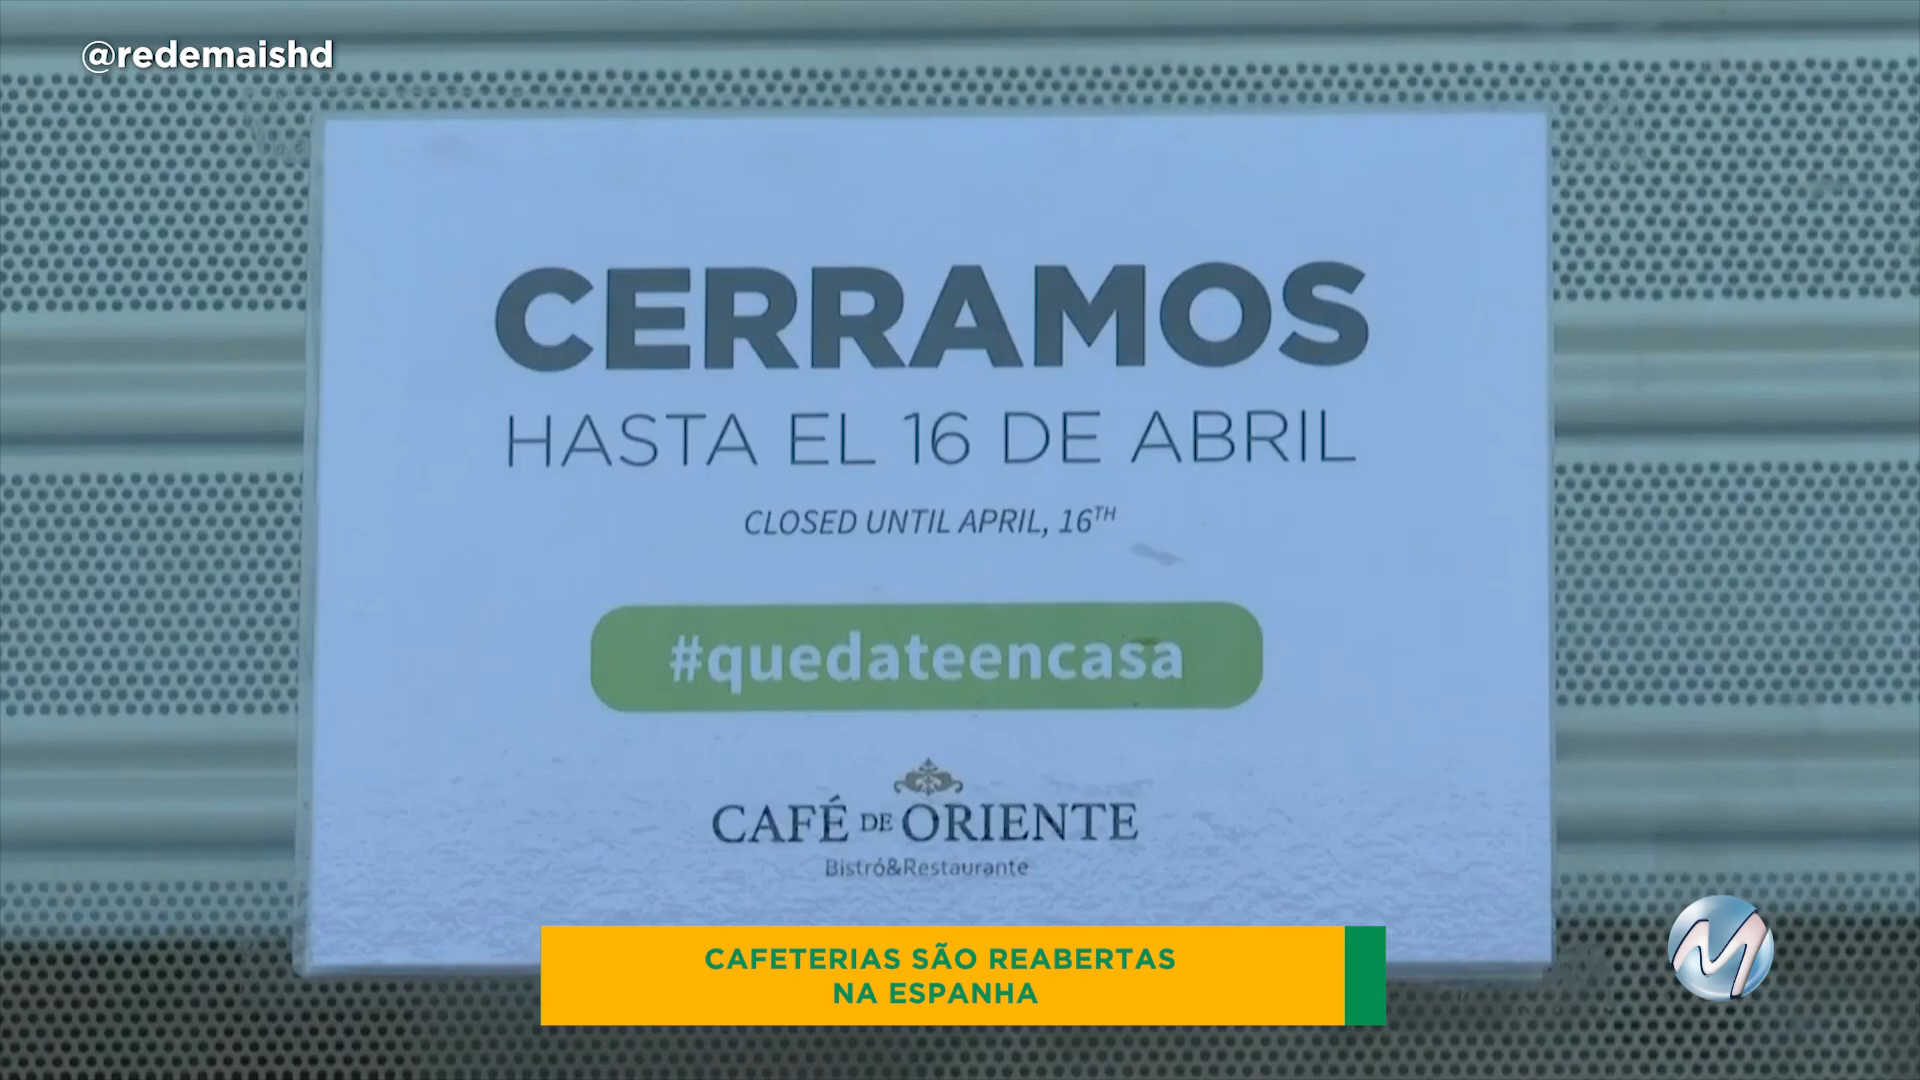 @redemaishd
CERRAMOS
HASTA EL 16 DE ABRIL
CLOSED UNTIL APRIL, 16TH
#quedateencasa
CAFÉ DE ORIENTE
Bistró&Restaurante
CAFETERIAS SÃO REABERTAS
NA ESPANHA
M